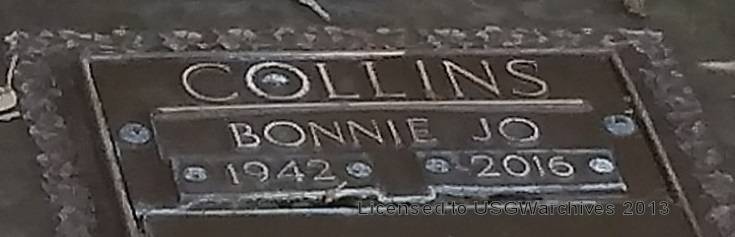 COLLINS
BONNIE JO
1942 2016
Licensed to USGWarchives 2013